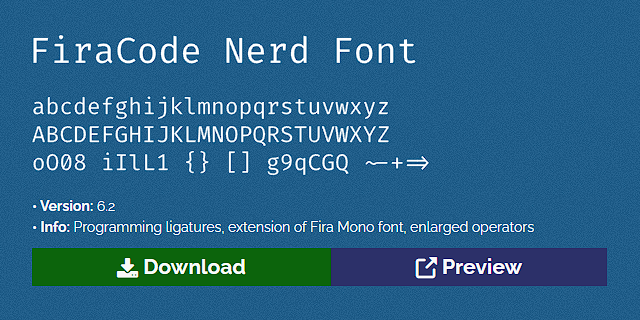 FiraCode Nerd Font
abcdefghijklmnopqrstuvwxyz
ABCDEFGHIJKLMNOPQRSTUVWXYZ
oO08 iIlL1 {} [] g9qCGQ ~-+=>
• Version: 6.2
• Info: Programming ligatures, extension of Fira Mono font, enlarged operators
Download
Preview